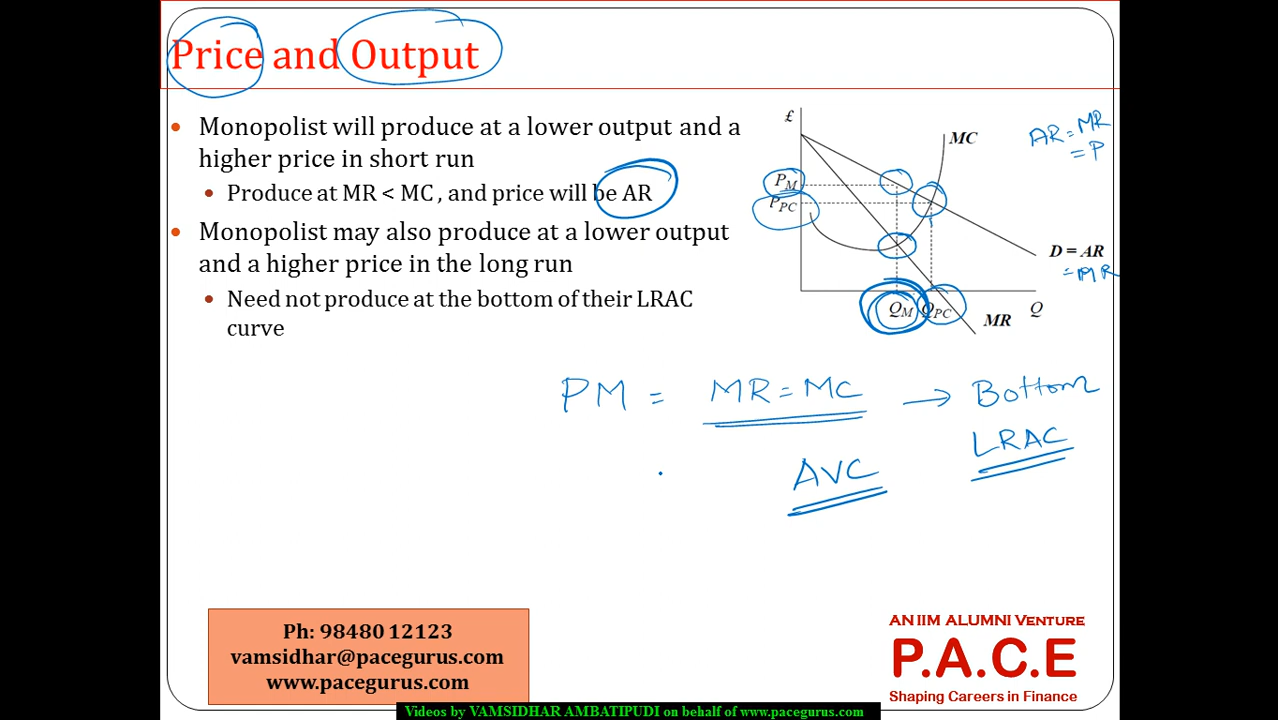 Price and Output
• Monopolist will produce at a lower output and a
higher price in short run
• Produce at MR < MC , and price will be AR
• Monopolist may also produce at a lower output
and a higher price in the long run
• Need not produce at the bottom of their LRAC
curve
£
MC
AR = MR
= P
PM
PPC
D = AR
= MR
QM
QPC
Q
MR
PM = MR = MC → Bottom
LRAC
AVC
Ph: 98480 12123
vamsidhar@pacegurus.com
www.pacegurus.com
AN IIM ALUMNI VENTURE
P.A.C.E
Shaping Careers in Finance
Videos by VAMSIDHAR AMBATIPUDI on behalf of www.pacegurus.com